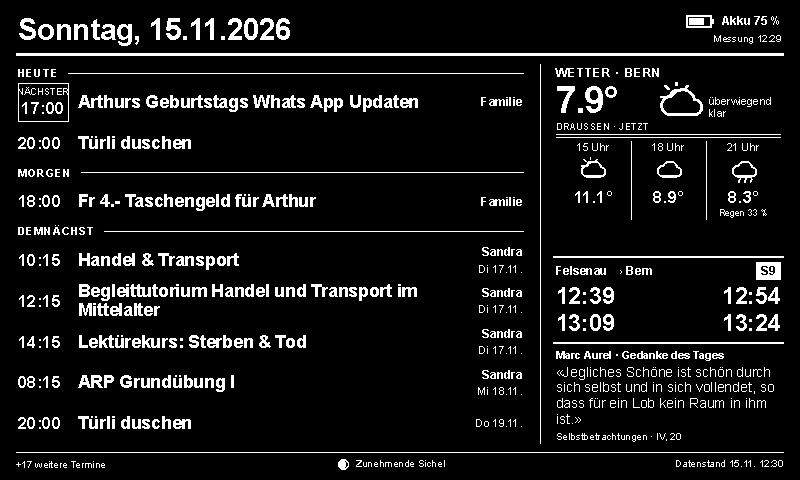 Sonntag, 15.11.2026
Akku 75 %
Messung 12:29
HEUTE
NÄCHSTER
17:00 Arthurs Geburtstags Whats App Updaten Familie
20:00 Türli duschen
MORGEN
18:00 Fr 4.- Taschengeld für Arthur Familie
DEMNÄCHST
10:15 Handel & Transport Sandra
Di 17.11.
12:15 Begleittutorium Handel und Transport im Mittelalter Sandra
Di 17.11.
14:15 Lektürekurs: Sterben & Tod Sandra
Di 17.11.
08:15 ARP Grundübung I Sandra
Mi 18.11.
20:00 Türli duschen Do 19.11.
WETTER · BERN
7.9°
überwiegend
klar
DRAUSSEN · JETZT
15 Uhr 18 Uhr 21 Uhr
11.1° 8.9° 8.3°
Regen 33 %
Felsenau › Bern S9
12:39 12:54
13:09 13:24
Marc Aurel · Gedanke des Tages
«Jegliches Schöne ist schön durch
sich selbst und in sich vollendet, so
dass für ein Lob kein Raum in ihm
ist.»
Selbstbetrachtungen · IV, 20
+17 weitere Termine Zunehmende Sichel Datenstand 15.11. 12:30